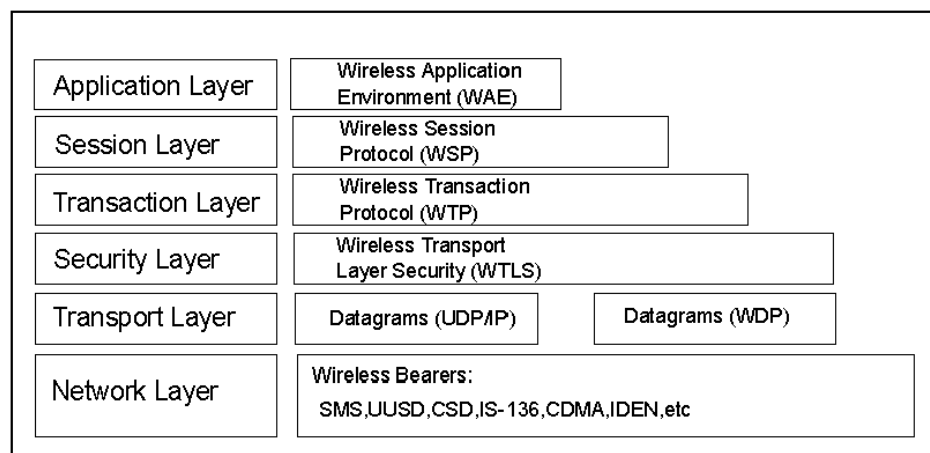 Application Layer
Wireless Application
Environment (WAE)
Session Layer
Wireless Session
Protocol (WSP)
Transaction Layer
Wireless Transaction
Protocol (WTP)
Security Layer
Wireless Transport
Layer Security (WTLS)
Transport Layer
Datagrams (UDP/IP)
Datagrams (WDP)
Network Layer
Wireless Bearers:
SMS,UUSD,CSD,IS-136,CDMA,IDEN,etc